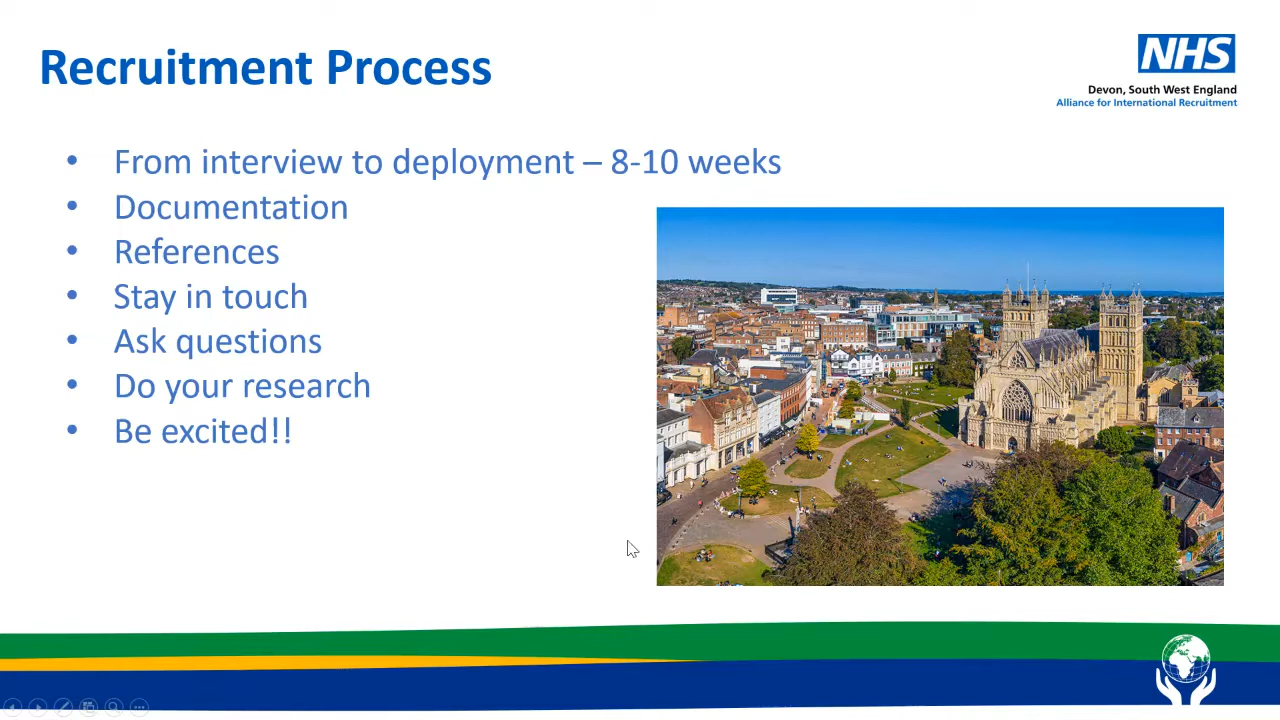 Recruitment Process
NHS
Devon, South West England
Alliance for International Recruitment
• From interview to deployment – 8-10 weeks
• Documentation
• References
• Stay in touch
• Ask questions
• Do your research
• Be excited!!